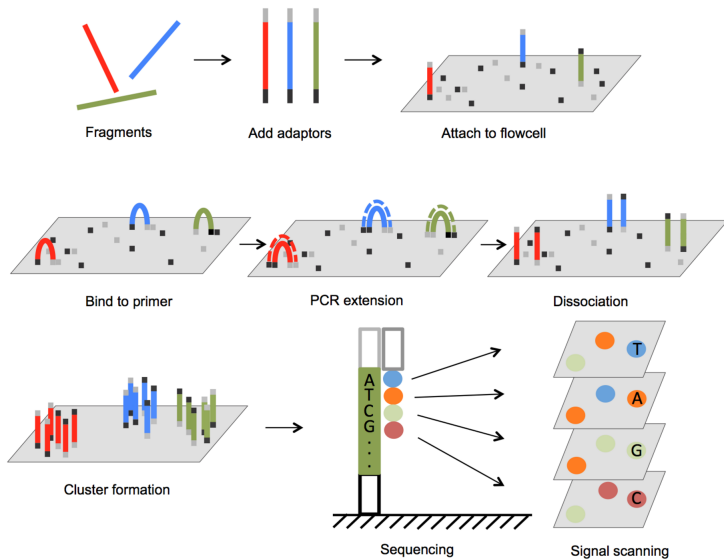 Fragments
Add adaptors
Attach to flowcell
Bind to primer
PCR extension
Dissociation
Cluster formation
A
T
C
G
.
.
.
Sequencing
T
A
G
C
Signal scanning